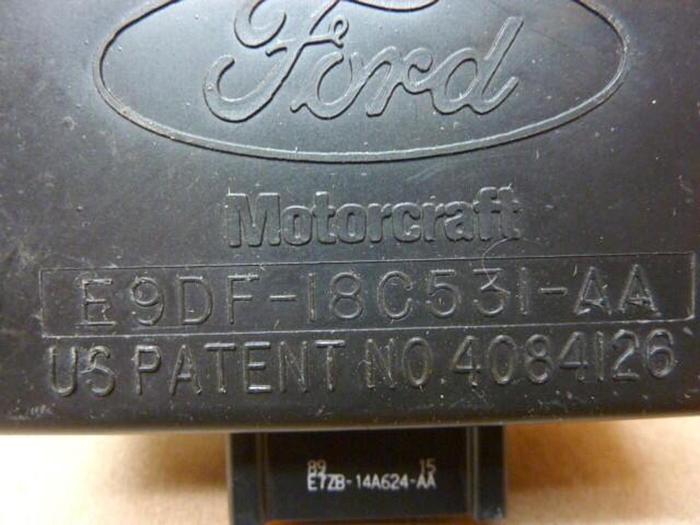 Ford
Motorcraft
E9DF-18C531-AA
US PATENT NO. 4084126
89 15
E7ZB-14A624-AA